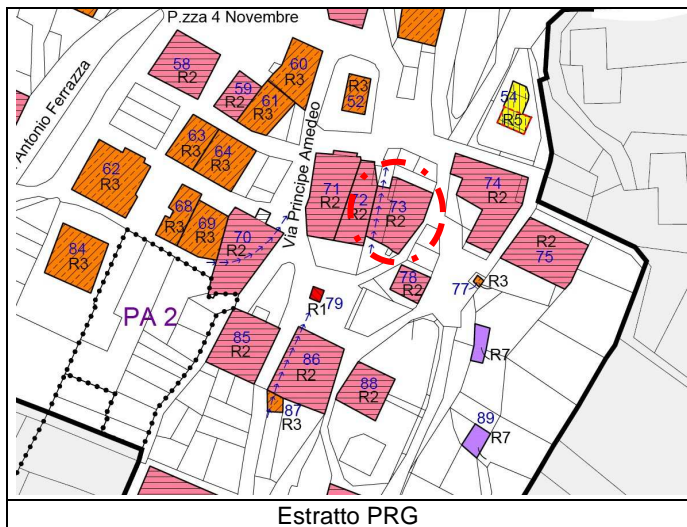 P.zza 4 Novembre
Antonio Ferrazza
Via Principe Amedeo
58
R2
59
R2
60
R3
61
R3
R3
52
54
R5
63
R3
64
R3
62
R3
68
R3
69
R3
70
R2
71
R2
72
R2
73
R2
74
R2
R2
75
84
R3
78
R2
77
R3
PA 2
79
R1
85
R2
86
R2
87
R3
88
R2
R7
89
R7
Estratto PRG